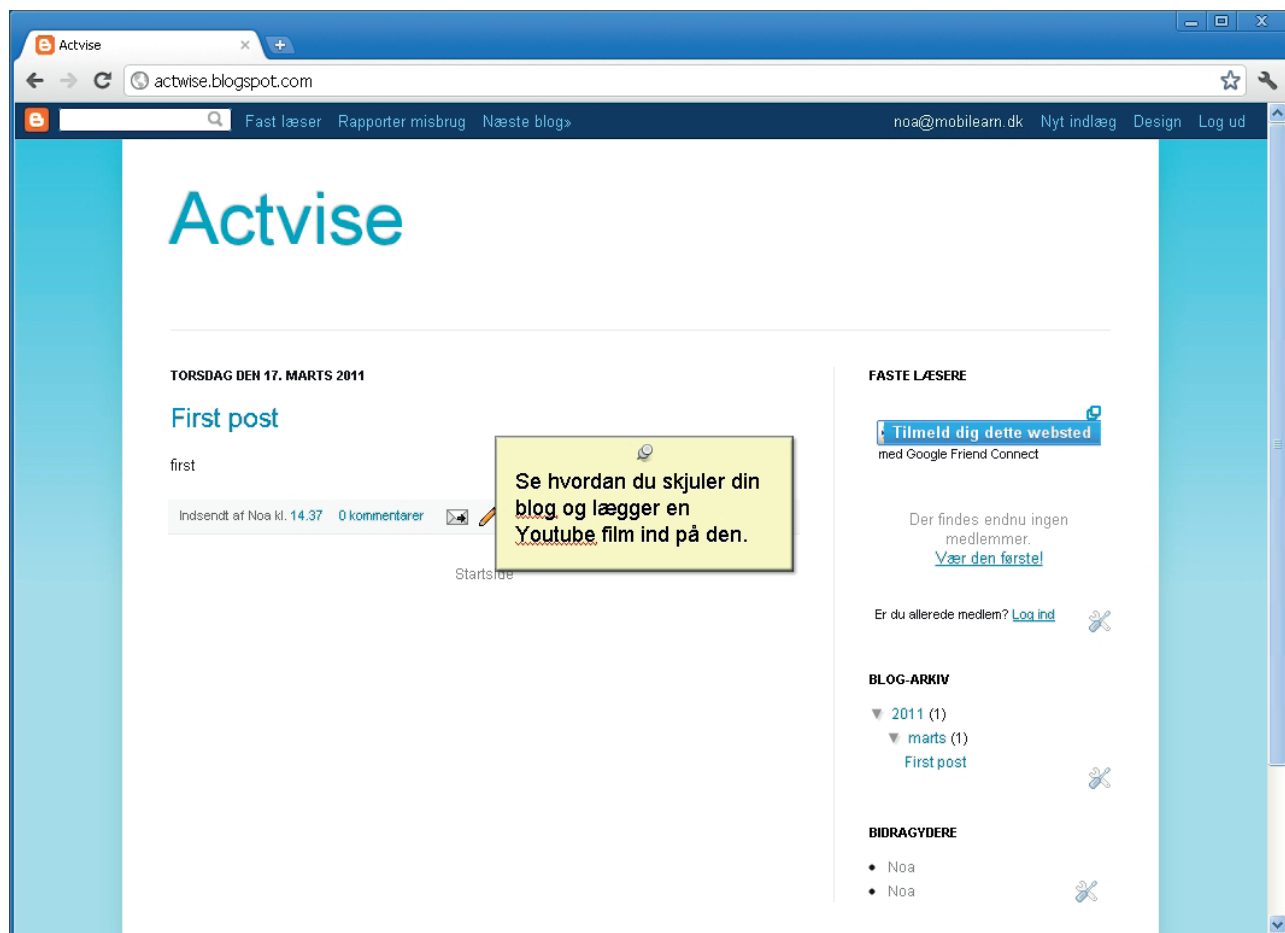 Actvise
actwise.blogspot.com
Fast læser Rapporter misbrug Næste blog» noa@mobilearn.dk Nyt indlæg Design Log ud
Actvise
TORSDAG DEN 17. MARTS 2011
First post
first
Indsendt af Noa kl. 14.37 0 kommentarer
Startside
Se hvordan du skjuler din
blog og lægger en
Youtube film ind på den.
FASTE LÆSERE
Tilmeld dig dette websted
med Google Friend Connect
Der findes endnu ingen
medlemmer.
Vær den første!
Er du allerede medlem? Log ind
BLOG-ARKIV
▼ 2011 (1)
▼ marts (1)
First post
BIDRAGYDERE
• Noa
• Noa